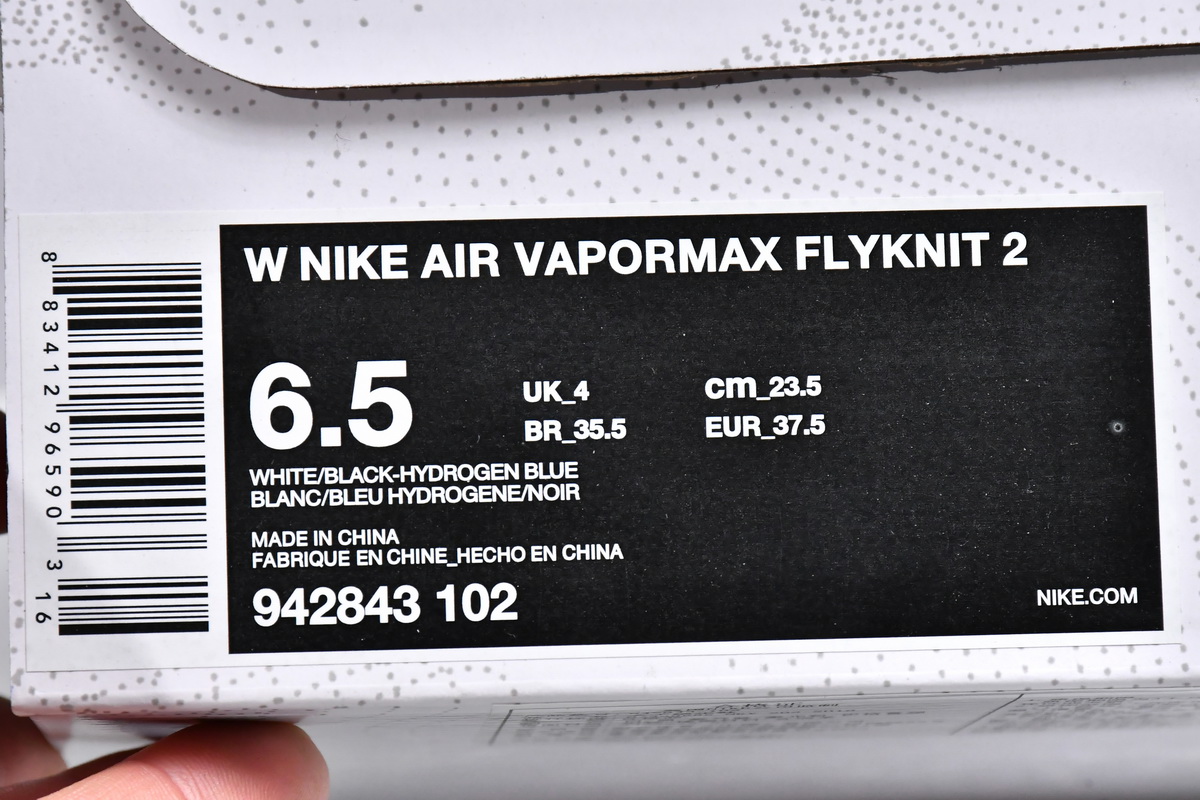 W NIKE AIR VAPORMAX FLYKNIT 2
6.5
UK_4 cm_23.5
BR_35.5 EUR_37.5
WHITE/BLACK-HYDROGEN BLUE
BLANC/BLEU HYDROGENE/NOIR
MADE IN CHINA
FABRIQUE EN CHINE_HECHO EN CHINA
942843 102
NIKE.COM
8 83412 96590 3 16